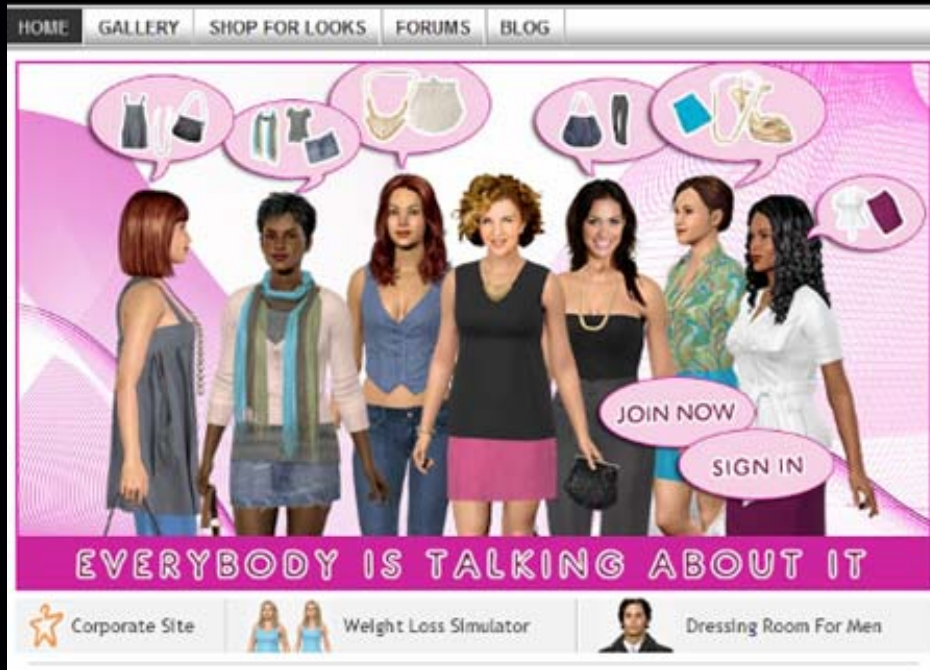 HOME GALLERY SHOP FOR LOOKS FORUMS BLOG
JOIN NOW
SIGN IN
EVERYBODY IS TALKING ABOUT IT
Corporate Site Weight Loss Simulator Dressing Room For Men